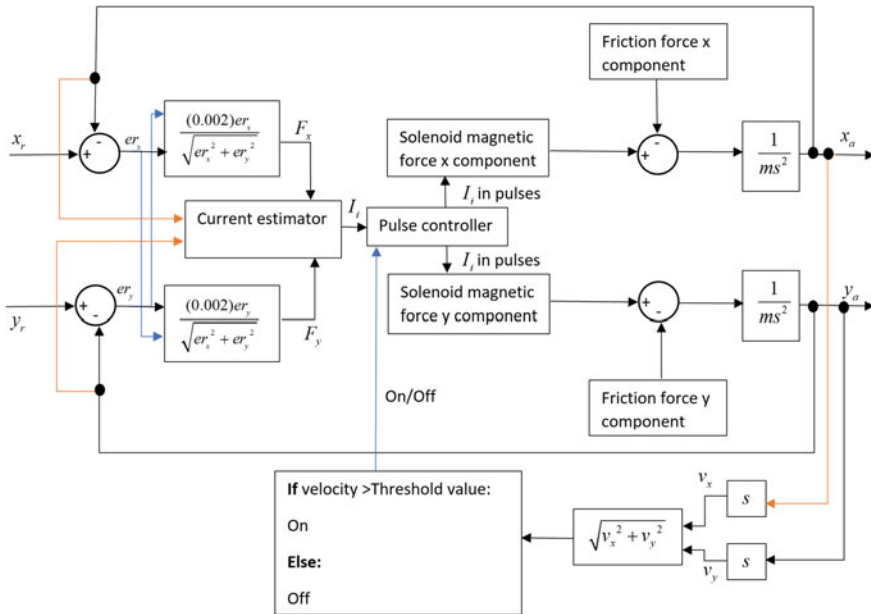 Friction force x
component
-
x_r
+
er_x
(0.002)er_x
√(er_x² + er_y²)
F_x
Solenoid magnetic
force x component
-
+
1
ms²
x_a
I_i in pulses
Current estimator
I_i
Pulse controller
I_i in pulses
y_r
+
-
er_y
(0.002)er_y
√(er_x² + er_y²)
F_y
Solenoid magnetic
force y component
+
-
1
ms²
y_a
On/Off
Friction force y
component
If velocity >Threshold value:
On
Else:
Off
√(v_x² + v_y²)
v_x
s
v_y
s